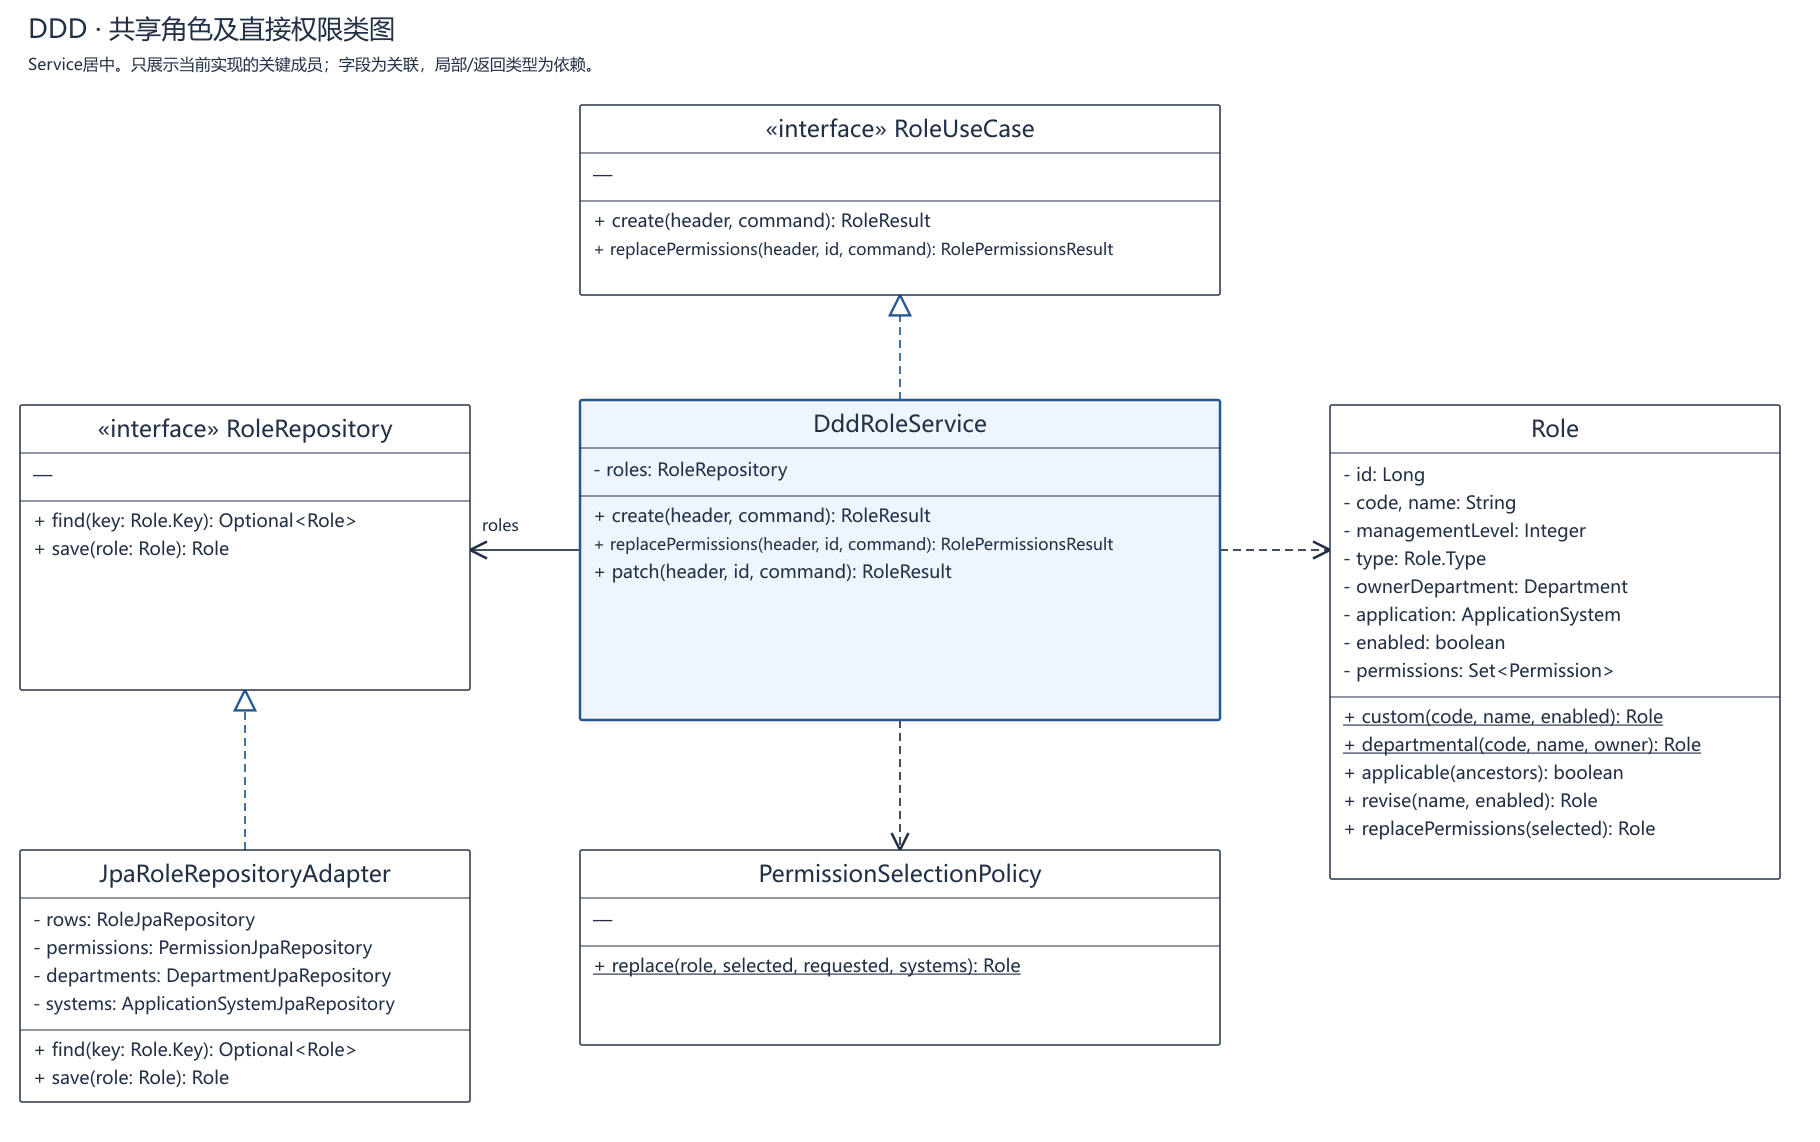 DDD · 共享角色及直接权限类图
Service居中。只展示当前实现的关键成员；字段为关联，局部/返回类型为依赖。
«interface» RoleUseCase
—
+ create(header, command): RoleResult
+ replacePermissions(header, id, command): RolePermissionsResult
«interface» RoleRepository
—
+ find(key: Role.Key): Optional<Role>
+ save(role: Role): Role
roles
DddRoleService
- roles: RoleRepository
+ create(header, command): RoleResult
+ replacePermissions(header, id, command): RolePermissionsResult
+ patch(header, id, command): RoleResult
Role
- id: Long
- code, name: String
- managementLevel: Integer
- type: Role.Type
- ownerDepartment: Department
- application: ApplicationSystem
- enabled: boolean
- permissions: Set<Permission>
+ custom(code, name, enabled): Role
+ departmental(code, name, owner): Role
+ applicable(ancestors): boolean
+ revise(name, enabled): Role
+ replacePermissions(selected): Role
JpaRoleRepositoryAdapter
- rows: RoleJpaRepository
- permissions: PermissionJpaRepository
- departments: DepartmentJpaRepository
- systems: ApplicationSystemJpaRepository
+ find(key: Role.Key): Optional<Role>
+ save(role: Role): Role
PermissionSelectionPolicy
—
+ replace(role, selected, requested, systems): Role